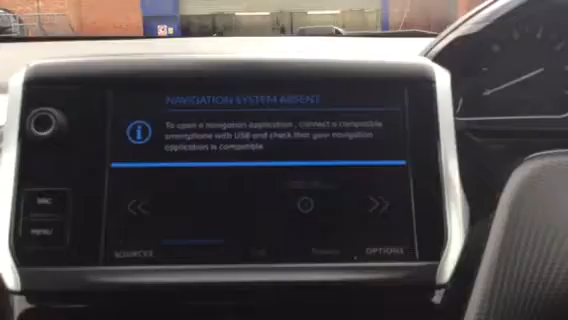 NAVIGATION SYSTEM ABSENT
To open a navigation application , connect a compatible
smartphone with USB and check that your navigation
application is compatible
MENU
SOURCES
OPTIONS